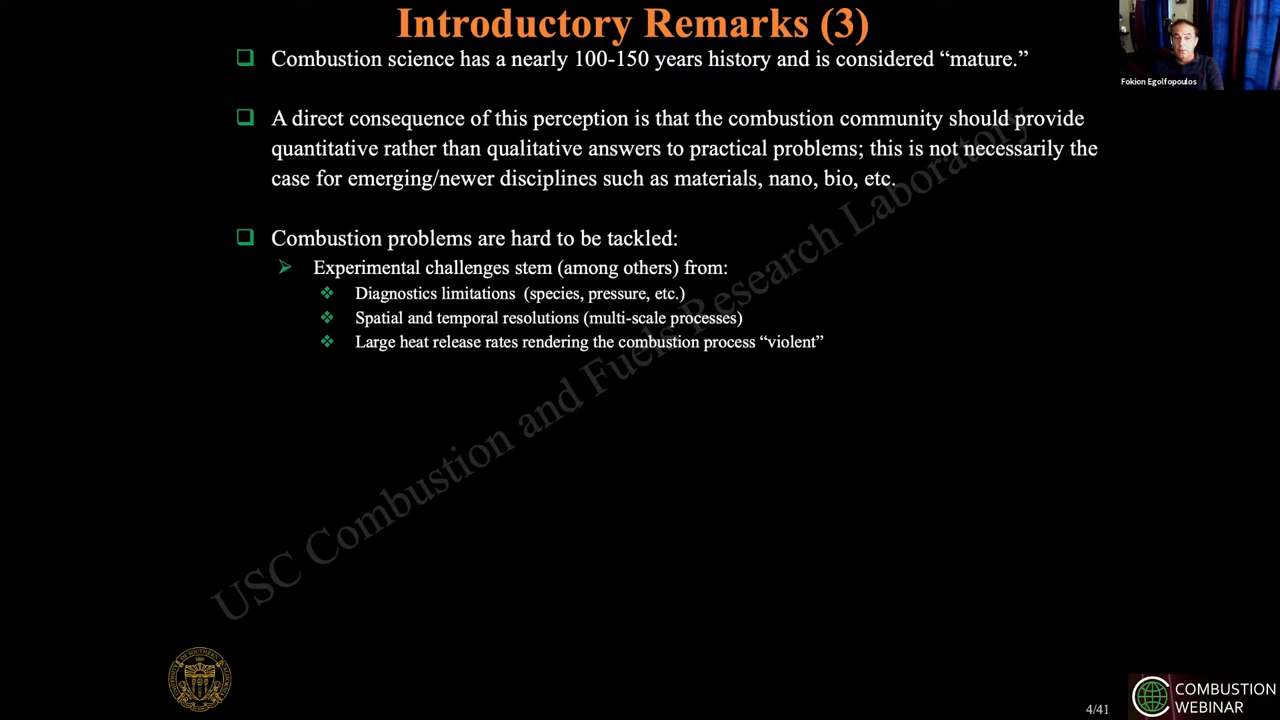 Introductory Remarks (3)
Combustion science has a nearly 100-150 years history and is considered “mature.”
A direct consequence of this perception is that the combustion community should provide
quantitative rather than qualitative answers to practical problems; this is not necessarily the
case for emerging/newer disciplines such as materials, nano, bio, etc.
Combustion problems are hard to be tackled:
Experimental challenges stem (among others) from:
Diagnostics limitations (species, pressure, etc.)
Spatial and temporal resolutions (multi-scale processes)
Large heat release rates rendering the combustion process “violent”
USC Combustion and Fuels Research Laboratory
Fokion Egolfopoulos
4/41
COMBUSTION
WEBINAR